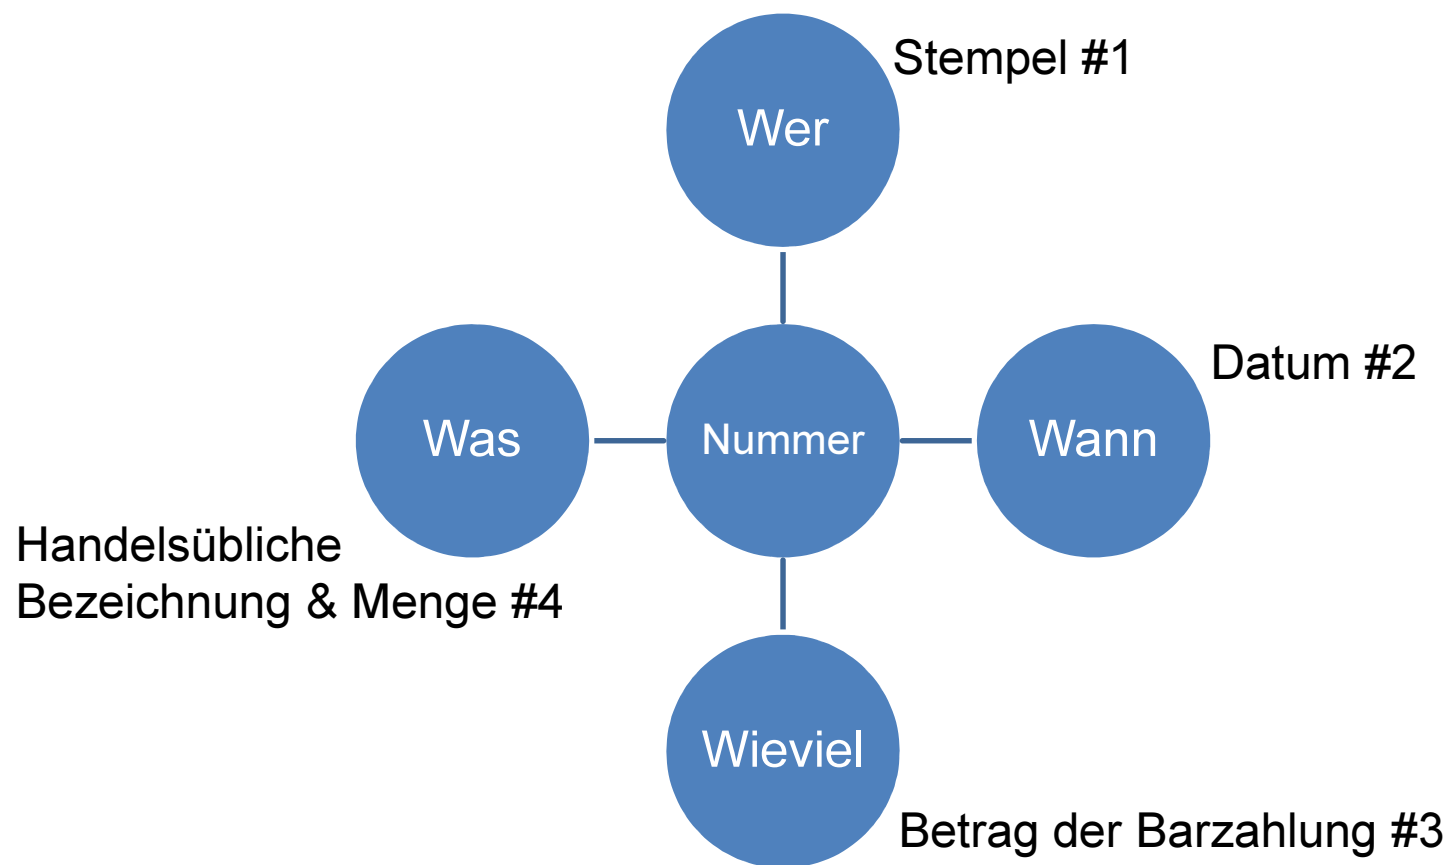 Stempel #1
Wer
Datum #2
Was
Nummer
Wann
Handelsübliche
Bezeichnung & Menge #4
Wieviel
Betrag der Barzahlung #3